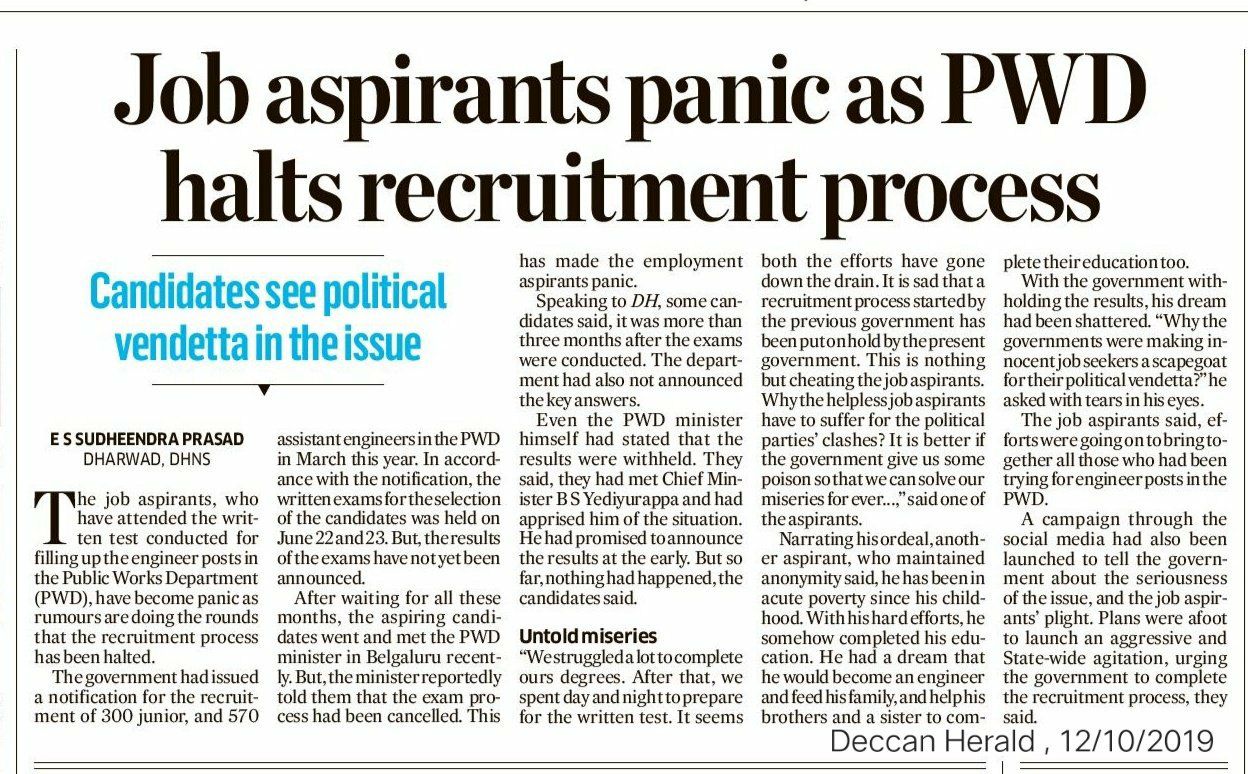 Job aspirants panic as PWD
halts recruitment process
Candidates see political
vendetta in the issue
E S SUDHEENDRA PRASAD
DHARWAD, DHNS
The job aspirants, who
have attended the writ-
ten test conducted for
filling up the engineer posts in
the Public Works Department
(PWD), have become panic as
rumours are doing the rounds
that the recruitment process
has been halted.
The government had issued
a notification for the recruit-
ment of 300 junior, and 570
assistant engineers in the PWD
in March this year. In accord-
ance with the notification, the
written exams for the selection
of the candidates was held on
June 22 and 23. But, the results
of the exams have not yet been
announced.
After waiting for all these
months, the aspiring candi-
dates went and met the PWD
minister in Belgaluru recent-
ly. But, the minister reportedly
told them that the exam pro-
cess had been cancelled. This
has made the employment
aspirants panic.
Speaking to DH, some can-
didates said, it was more than
three months after the exams
were conducted. The depart-
ment had also not announced
the key answers.
Even the PWD minister
himself had stated that the
results were withheld. They
said, they had met Chief Min-
ister B S Yediyurappa and had
apprised him of the situation.
He had promised to announce
the results at the early. But so
far, nothing had happened, the
candidates said.
Untold miseries
“We struggled a lot to complete
ours degrees. After that, we
spent day and night to prepare
for the written test. It seems
both the efforts have gone
down the drain. It is sad that a
recruitment process started by
the previous government has
been put on hold by the present
government. This is nothing
but cheating the job aspirants.
Why the helpless job aspirants
have to suffer for the political
parties’ clashes? It is better if
the government give us some
poison so that we can solve our
miseries for ever...,” said one of
the aspirants.
Narrating his ordeal, anoth-
er aspirant, who maintained
anonymity said, he has been in
acute poverty since his child-
hood. With his hard efforts, he
somehow completed his edu-
cation. He had a dream that
he would become an engineer
and feed his family, and help his
brothers and a sister to com-
plete their education too.
With the government with-
holding the results, his dream
had been shattered. “Why the
governments were making in-
nocent job seekers a scapegoat
for their political vendetta?” he
asked with tears in his eyes.
The job aspirants said, ef-
forts were going on to bring to-
gether all those who had been
trying for engineer posts in the
PWD.
A campaign through the
social media had also been
launched to tell the govern-
ment about the seriousness
of the issue, and the job aspir-
ants’ plight. Plans were afoot
to launch an aggressive and
State-wide agitation, urging
the government to complete
the recruitment process, they
said.
Deccan Herald , 12/10/2019